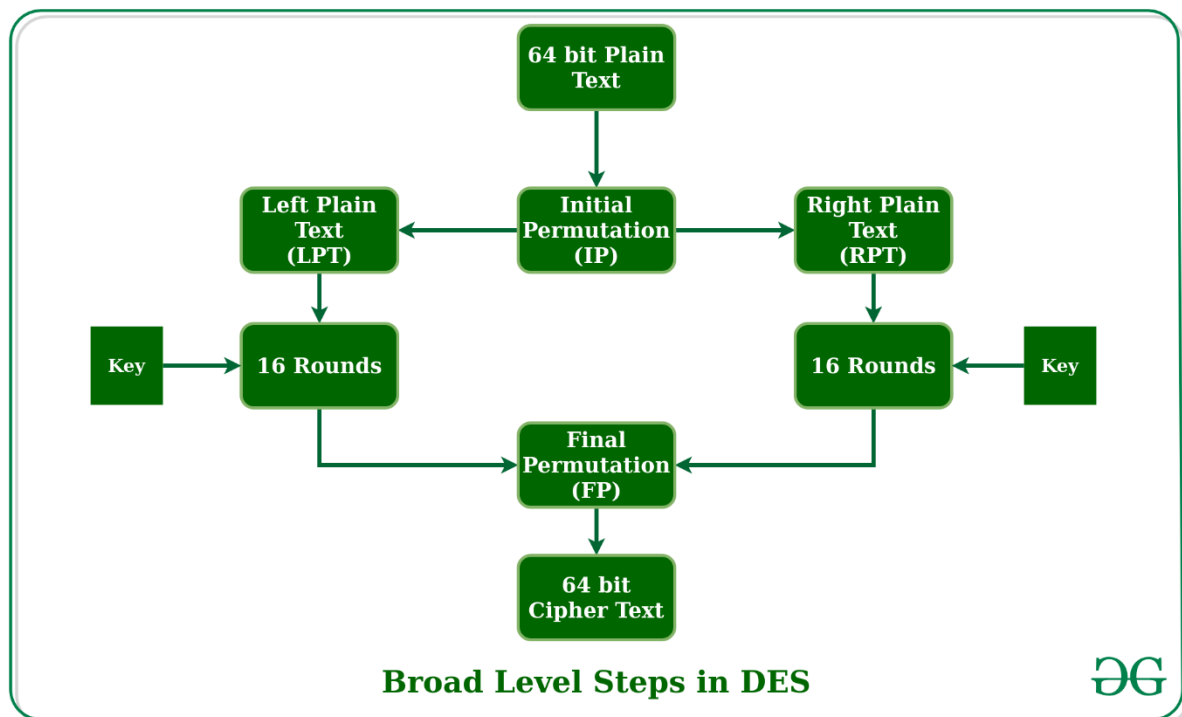 64 bit Plain
Text
Left Plain
Text
(LPT)
Initial
Permutation
(IP)
Right Plain
Text
(RPT)
Key
16 Rounds
16 Rounds
Key
Final
Permutation
(FP)
64 bit
Cipher Text
Broad Level Steps in DES